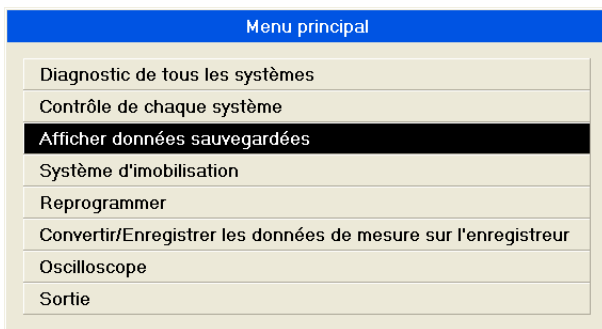 Menu principal
Diagnostic de tous les systèmes
Contrôle de chaque système
Afficher données sauvegardées
Système d'imobilisation
Reprogrammer
Convertir/Enregistrer les données de mesure sur l'enregistreur
Oscilloscope
Sortie